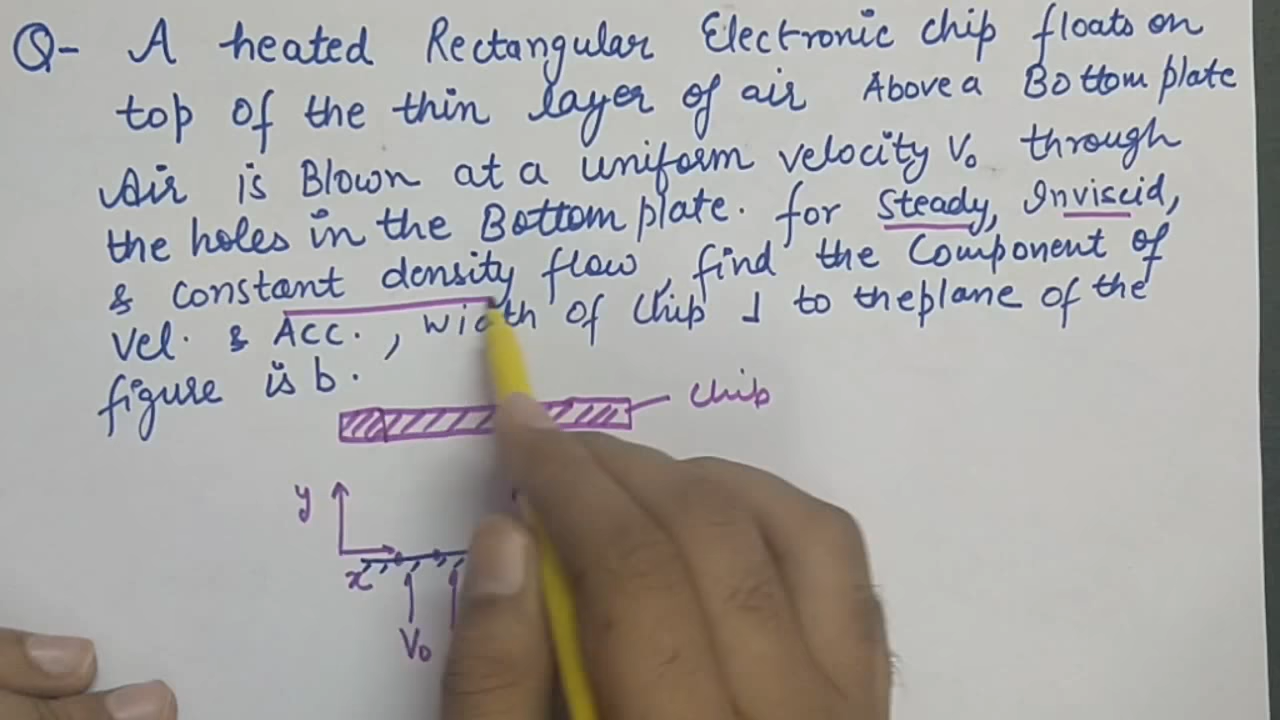 Q- A heated Rectangular Electronic chip floats on
top of the thin layer of air Above a Bottom plate
Air is Blown at a uniform velocity V₀ through
the holes in the Bottom plate. for Steady, Inviscid,
& constant density flow, find the Component of
Vel. & Acc., width of Chip ⊥ to the plane of the
figure is b.
Chip
y
x
V₀